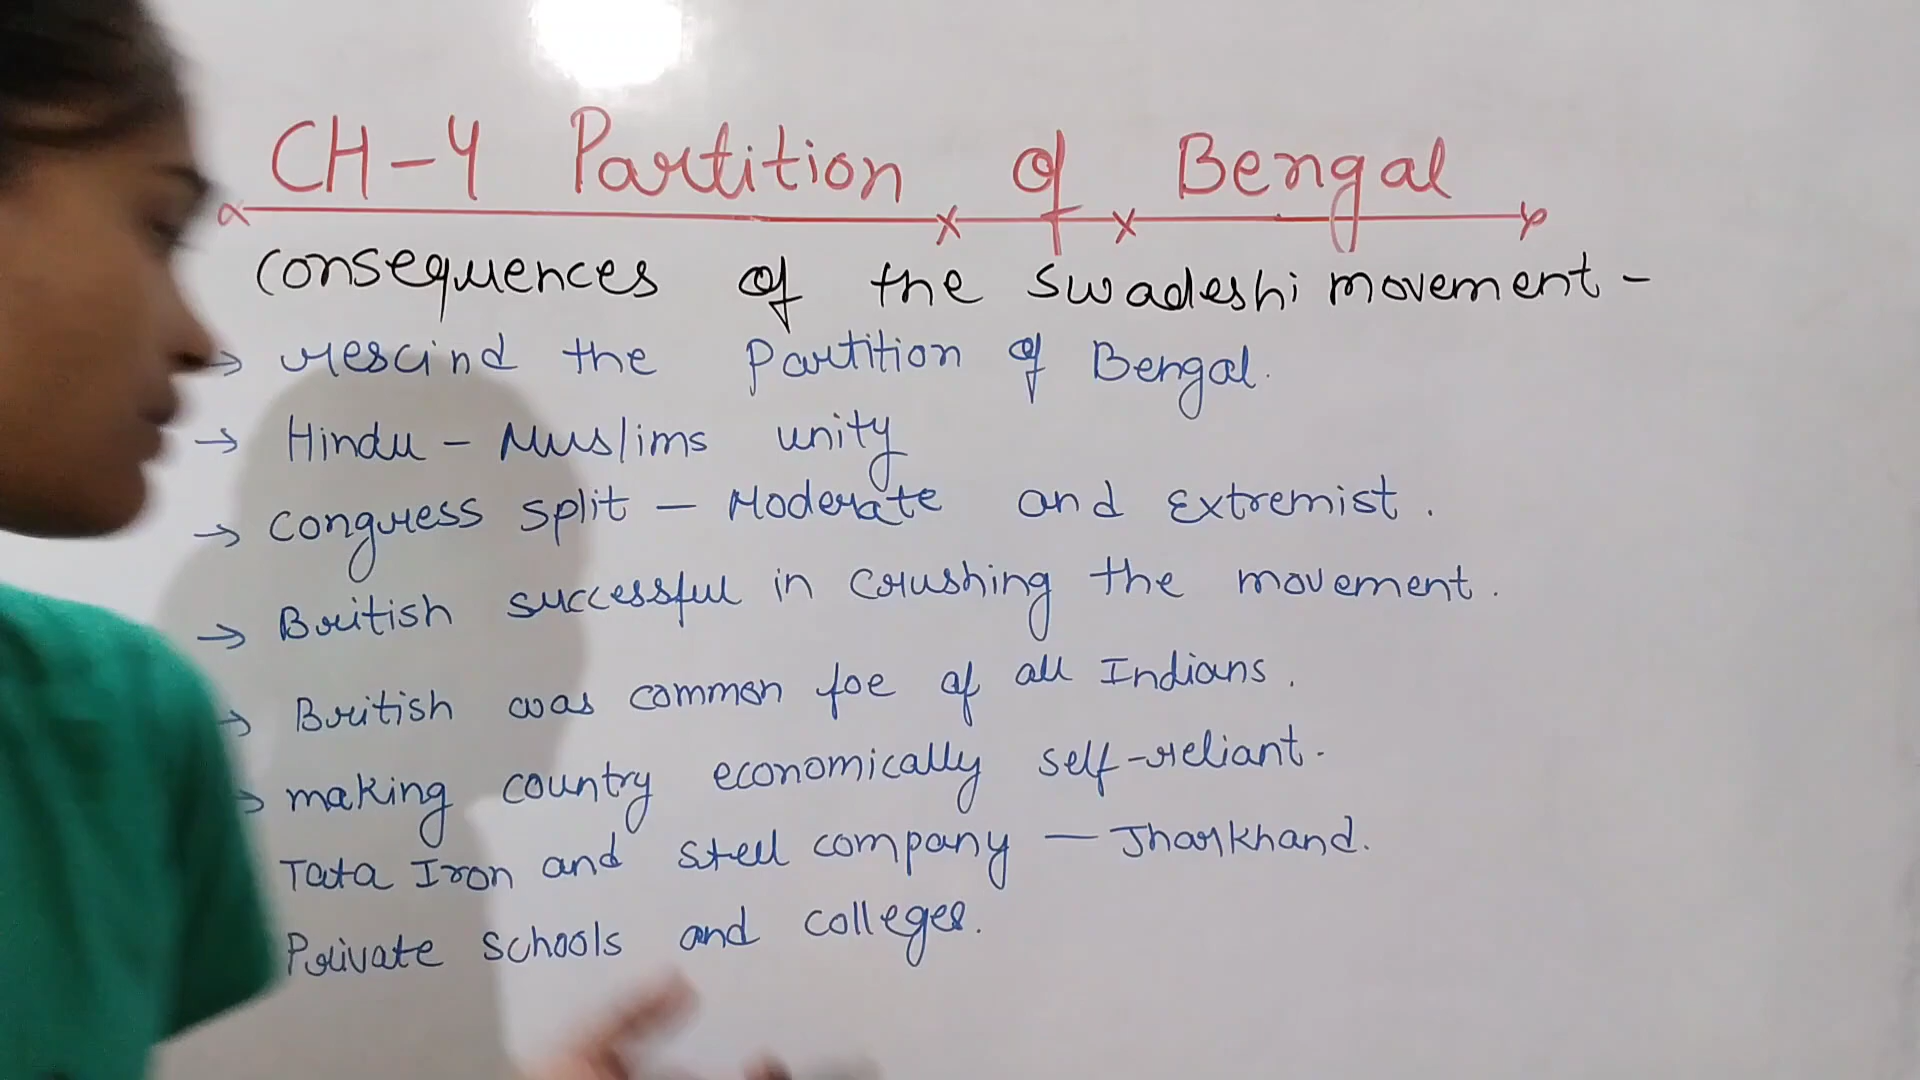 CH-4 Partition of Bengal
consequences of the swadeshi movement -
→ rescind the Partition of Bengal.
→ Hindu - Muslims unity
→ congress split - Moderate and Extremist.
→ British successful in crushing the movement.
→ British was common foe of all Indians.
→ making country economically self-reliant.
Tata Iron and steel company - Jharkhand.
Private schools and colleges.